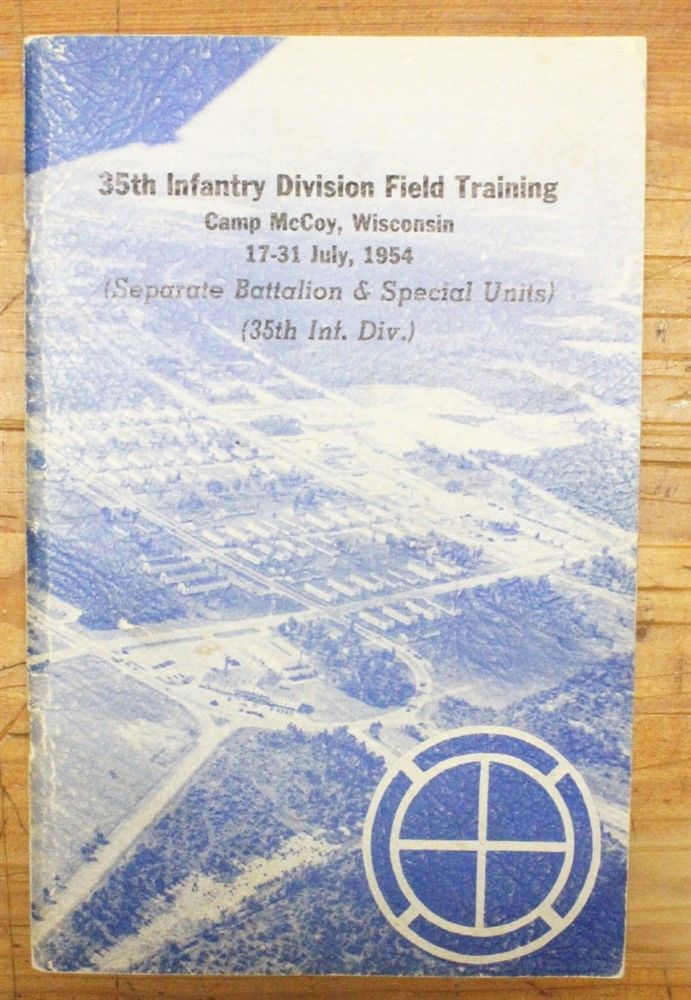 35th Infantry Division Field Training
Camp McCoy, Wisconsin
17-31 July, 1954
(Separate Battalion & Special Units)
(35th Inf. Div.)